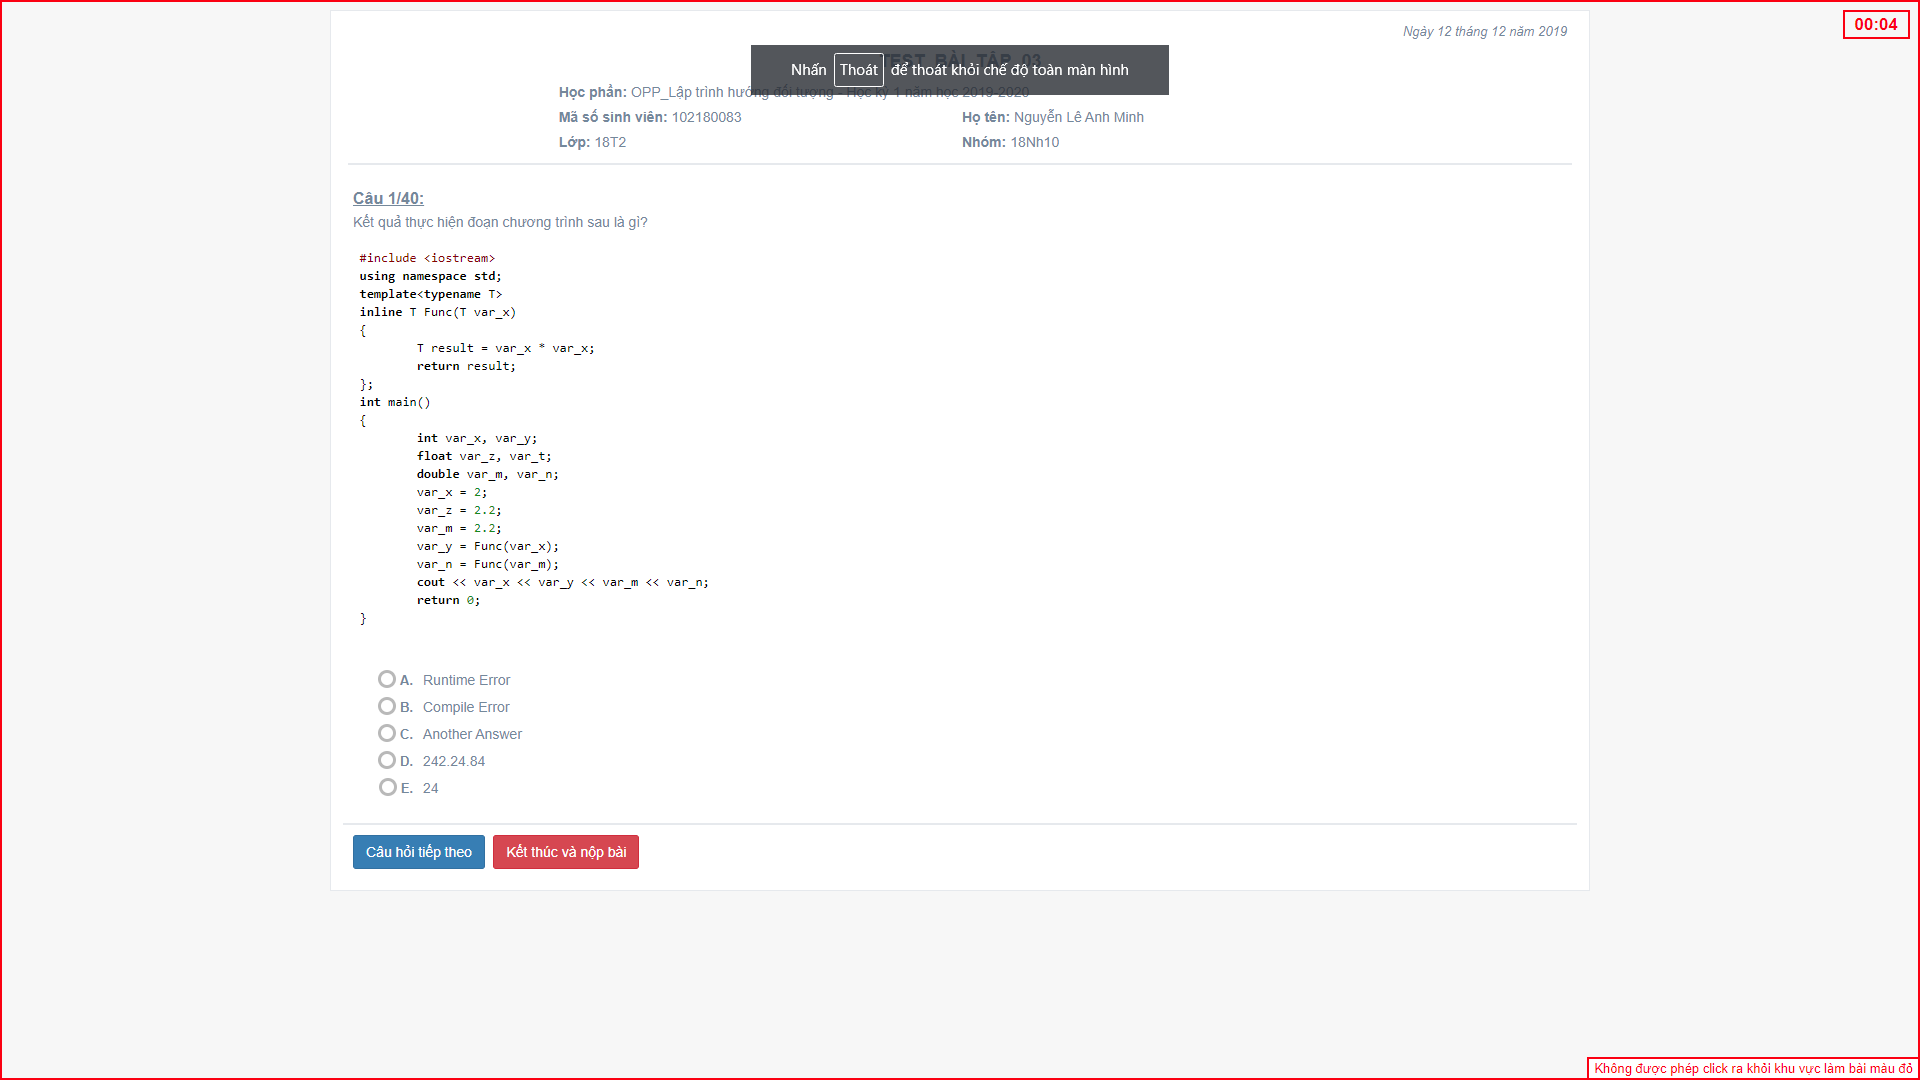 Ngày 12 tháng 12 năm 2019
00:04
TEST_BÀI_TẬP_03
Nhấn Thoát để thoát khỏi chế độ toàn màn hình
Học phần: OPP_Lập trình hướng đối tượng - Học kỳ 1 năm học 2019-2020
Mã số sinh viên: 102180083 Họ tên: Nguyễn Lê Anh Minh
Lớp: 18T2 Nhóm: 18Nh10
Câu 1/40:
Kết quả thực hiện đoạn chương trình sau là gì?
#include <iostream>
using namespace std;
template<typename T>
inline T Func(T var_x)
{
T result = var_x * var_x;
return result;
};
int main()
{
int var_x, var_y;
float var_z, var_t;
double var_m, var_n;
var_x = 2;
var_z = 2.2;
var_m = 2.2;
var_y = Func(var_x);
var_n = Func(var_m);
cout << var_x << var_y << var_m << var_n;
return 0;
}
A. Runtime Error
B. Compile Error
C. Another Answer
D. 242.24.84
E. 24
Câu hỏi tiếp theo Kết thúc và nộp bài
Không được phép click ra khỏi khu vực làm bài màu đỏ